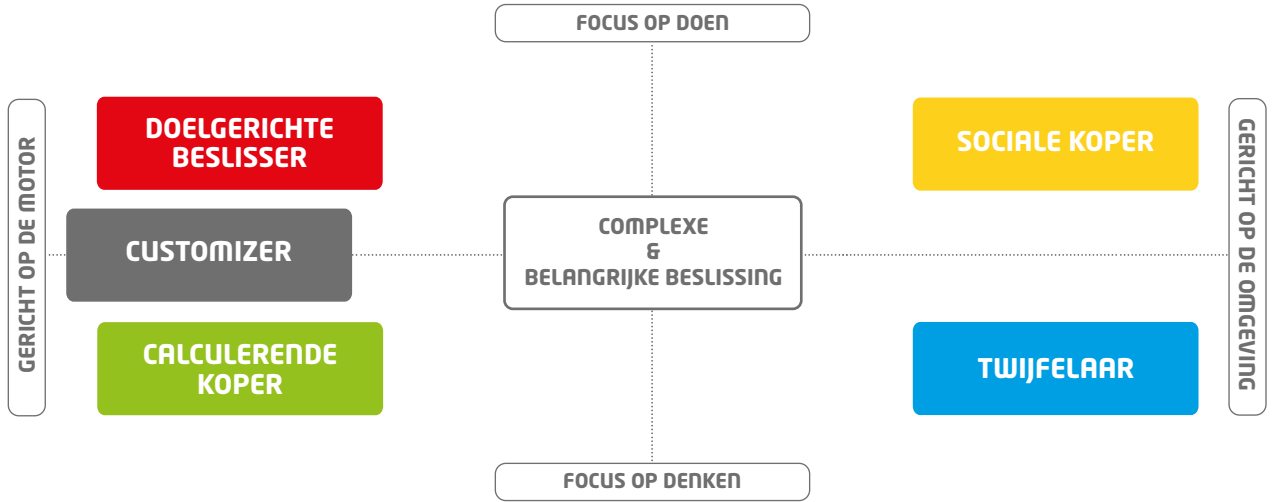 FOCUS OP DOEN
GERICHT OP DE MOTOR
DOELGERICHTE
BESLISSER
SOCIALE KOPER
GERICHT OP DE OMGEVING
CUSTOMIZER
COMPLEXE
&
BELANGRIJKE BESLISSING
CALCULERENDE
KOPER
TWIJFELAAR
FOCUS OP DENKEN